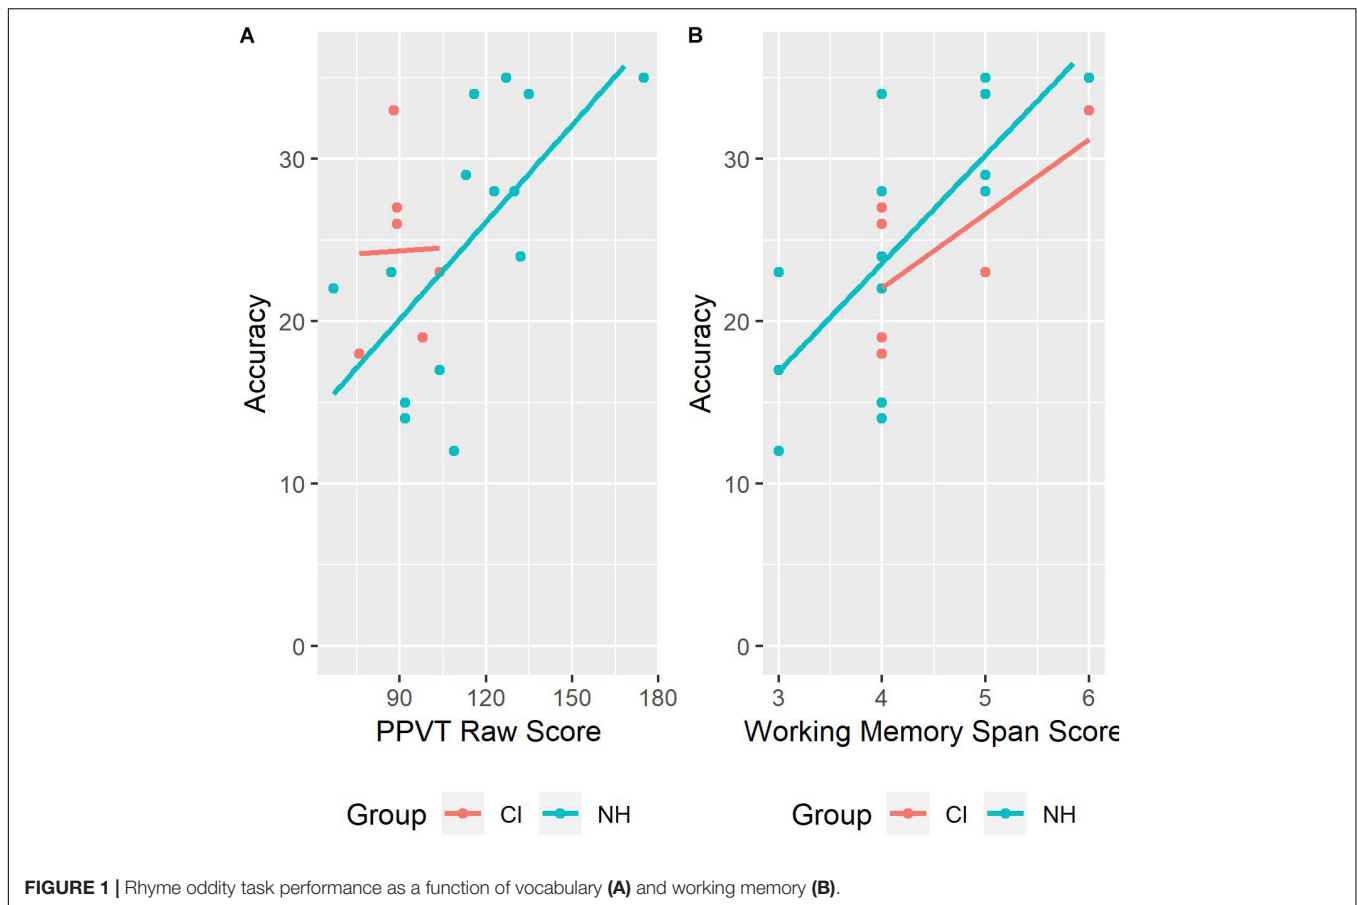 A
B
30
20
10
0
Accuracy
90 120 150 180
PPVT Raw Score
30
20
10
0
Accuracy
3 4 5 6
Working Memory Span Score
Group CI NH
Group CI NH
FIGURE 1 | Rhyme oddity task performance as a function of vocabulary (A) and working memory (B).